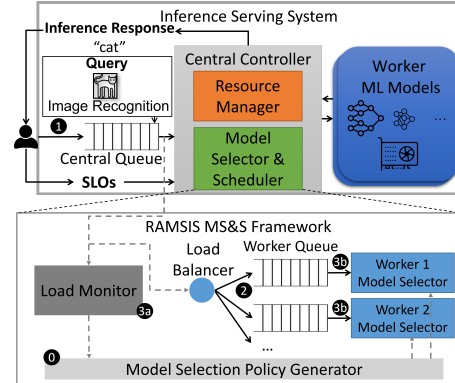 Inference Serving System
Inference Response
"cat"
Query
Image Recognition
1
Central Queue
SLOs
Central Controller
Resource
Manager
Model
Selector &
Scheduler
Worker
ML Models
...
RAMSIS MS&S Framework
Load Monitor
3a
Load
Balancer
2
Worker Queue
3b
Worker 1
Model Selector
3b
Worker 2
Model Selector
...
0
Model Selection Policy Generator